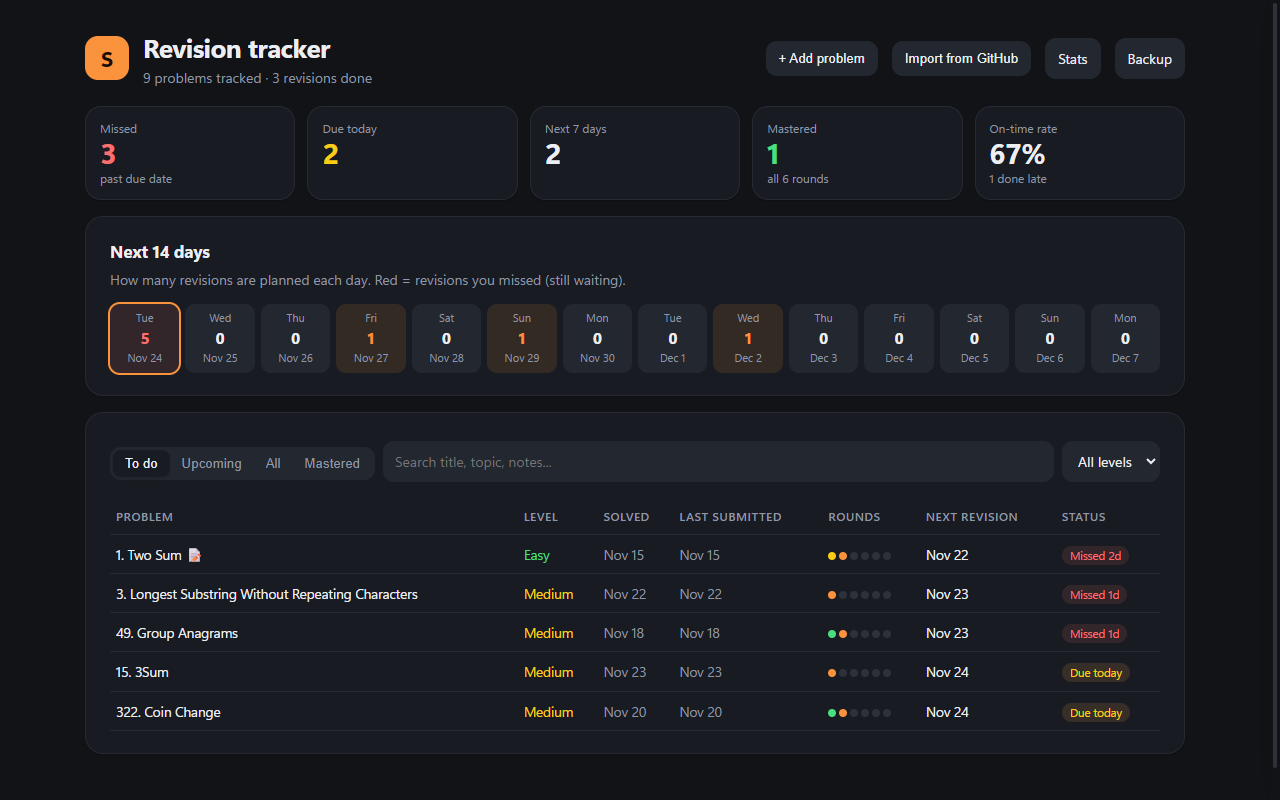 S
Revision tracker
9 problems tracked · 3 revisions done
+ Add problem
Import from GitHub
Stats
Backup
Missed
3
past due date
Due today
2
Next 7 days
2
Mastered
1
all 6 rounds
On-time rate
67%
1 done late
Next 14 days
How many revisions are planned each day. Red = revisions you missed (still waiting).
Tue Wed Thu Fri Sat Sun Mon Tue Wed Thu Fri Sat Sun Mon
5 0 0 1 0 1 0 0 1 0 0 0 0 0
Nov 24 Nov 25 Nov 26 Nov 27 Nov 28 Nov 29 Nov 30 Dec 1 Dec 2 Dec 3 Dec 4 Dec 5 Dec 6 Dec 7
To do Upcoming All Mastered Search title, topic, notes... All levels
PROBLEM LEVEL SOLVED LAST SUBMITTED ROUNDS NEXT REVISION STATUS
1. Two Sum Easy Nov 15 Nov 15 Nov 22 Missed 2d
3. Longest Substring Without Repeating Characters Medium Nov 22 Nov 22 Nov 23 Missed 1d
49. Group Anagrams Medium Nov 18 Nov 18 Nov 23 Missed 1d
15. 3Sum Medium Nov 23 Nov 23 Nov 24 Due today
322. Coin Change Medium Nov 20 Nov 20 Nov 24 Due today